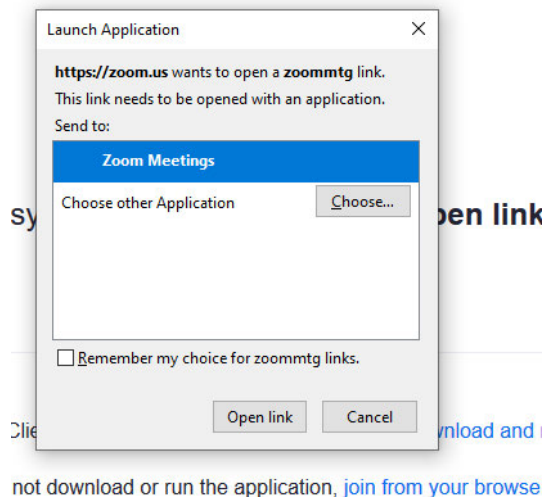 Launch Application
https://zoom.us wants to open a zoommtg link.
This link needs to be opened with an application.
Send to:
Zoom Meetings
Choose other Application
Choose...
link
Remember my choice for zoommtg links.
Open link
Cancel
and
not download or run the application, join from your